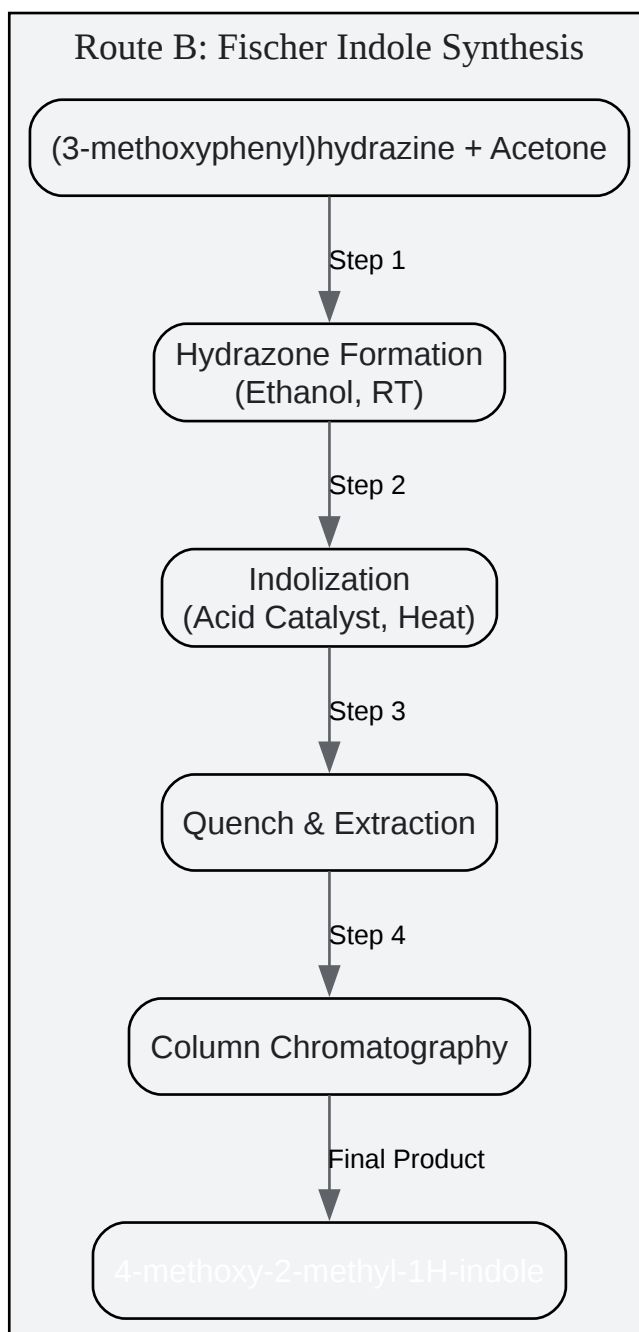 Route B: Fischer Indole Synthesis
(3-methoxyphenyl)hydrazine + Acetone
Step 1
Hydrazone Formation
(Ethanol, RT)
Step 2
Indolization
(Acid Catalyst, Heat)
Step 3
Quench & Extraction
Step 4
Column Chromatography
Final Product
4-methoxy-2-methyl-1H-indole